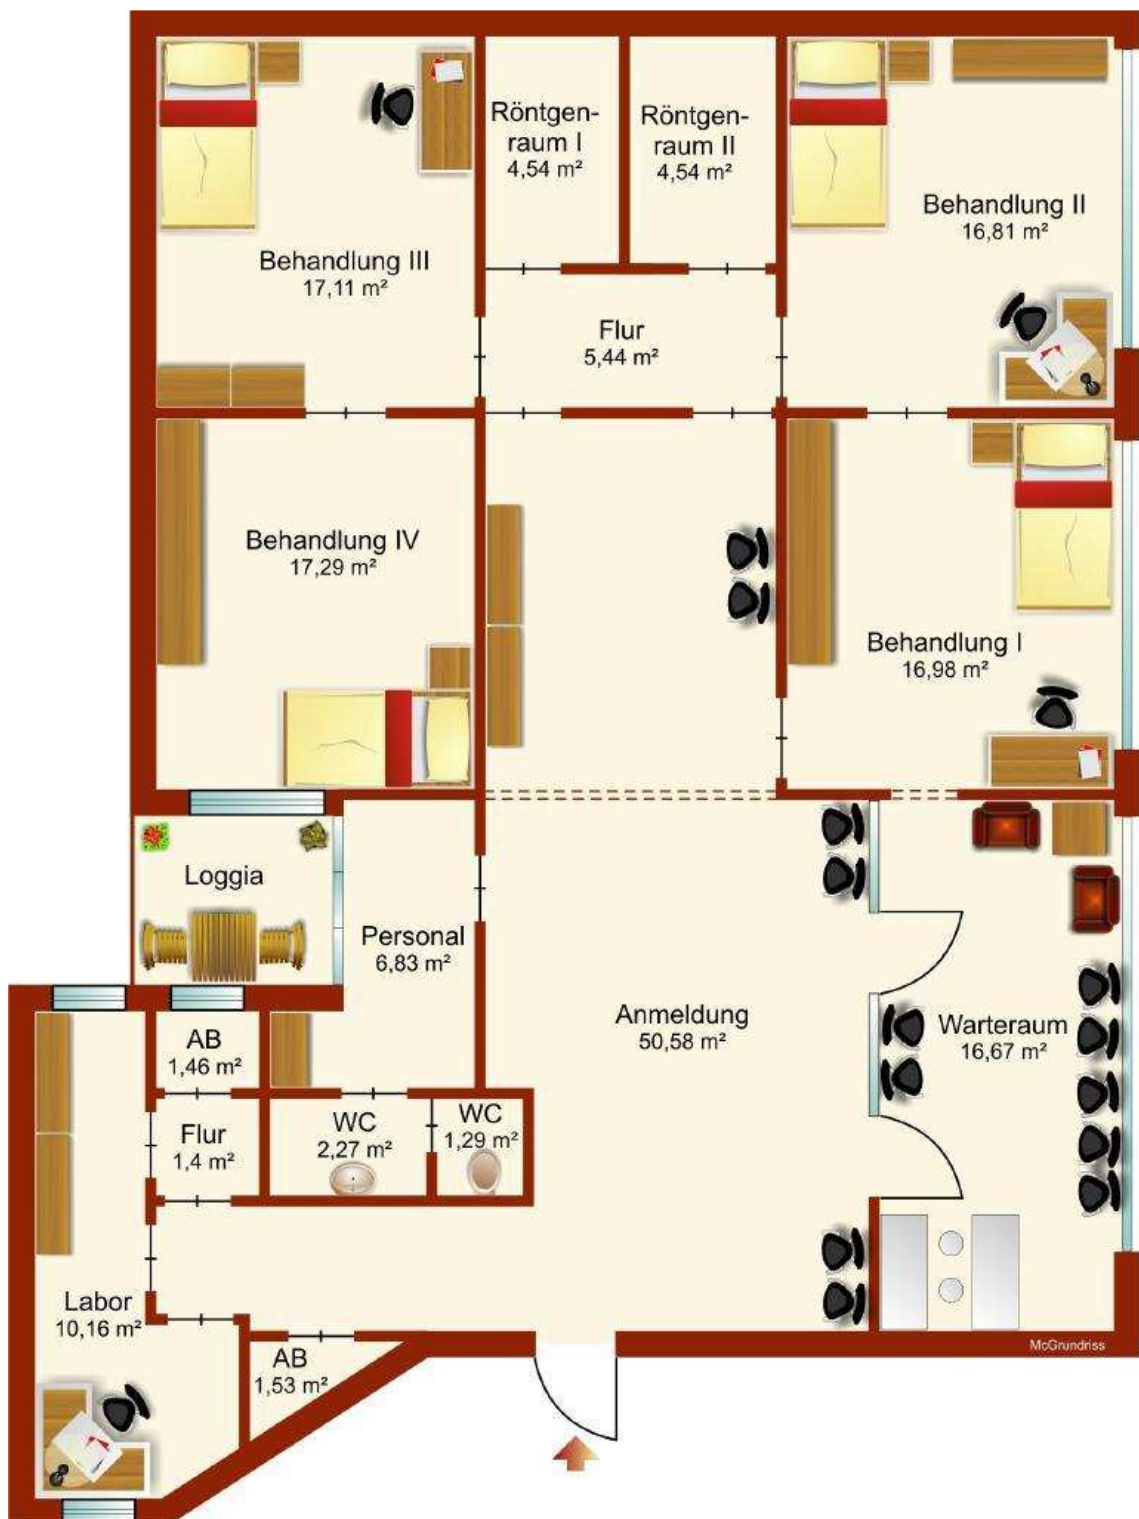 Röntgen-
raum I
4,54 m²
Röntgen-
raum II
4,54 m²
Behandlung II
16,81 m²
Behandlung III
17,11 m²
Flur
5,44 m²
Behandlung IV
17,29 m²
Behandlung I
16,98 m²
Loggia
Personal
6,83 m²
Anmeldung
50,58 m²
Warteraum
16,67 m²
AB
1,46 m²
Flur
1,4 m²
WC
2,27 m²
WC
1,29 m²
Labor
10,16 m²
AB
1,53 m²
McGrundriss